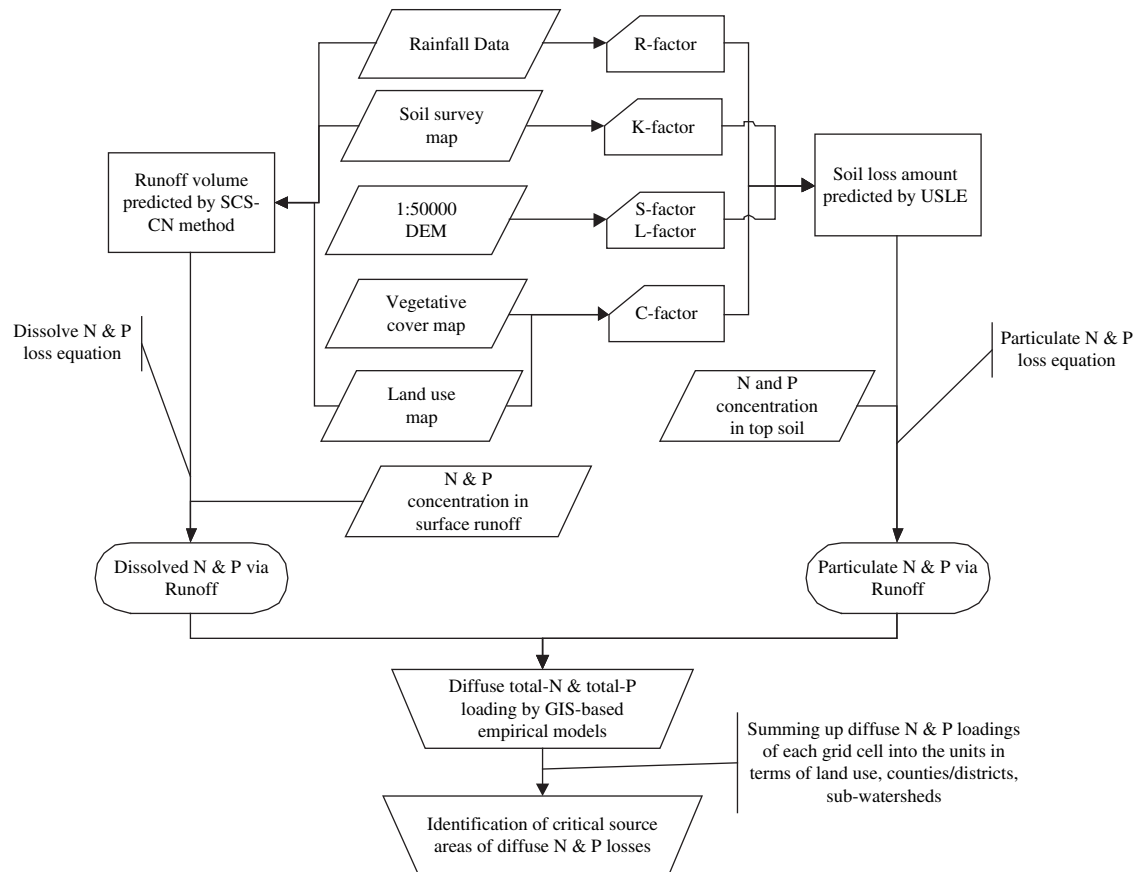 Rainfall Data
R-factor
Soil survey
map
K-factor
Runoff volume
predicted by SCS-
CN method
1:50000
DEM
S-factor
L-factor
Soil loss amount
predicted by USLE
Vegetative
cover map
C-factor
Dissolve N & P
loss equation
Particulate N & P
loss equation
Land use
map
N and P
concentration
in top soil
N & P
concentration in
surface runoff
Dissolved N & P via
Runoff
Particulate N & P via
Runoff
Diffuse total-N & total-P
loading by GIS-based
empirical models
Summing up diffuse N & P loadings
of each grid cell into the units in
terms of land use, counties/districts,
sub-watersheds
Identification of critical source
areas of diffuse N & P losses